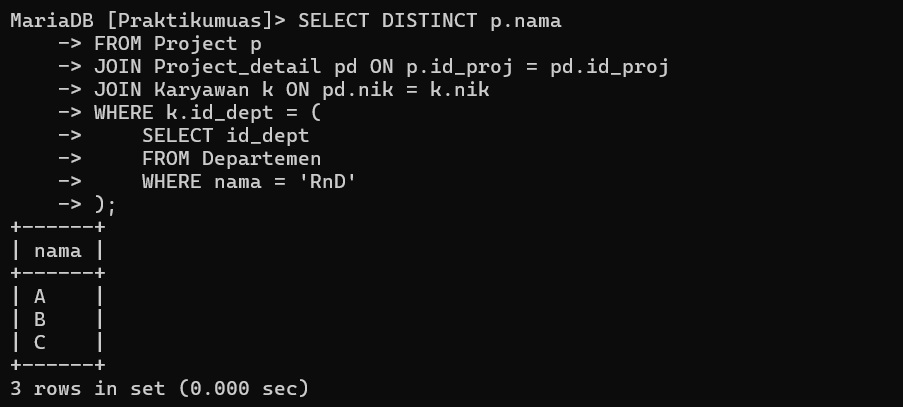 MariaDB [Praktikumuas]> SELECT DISTINCT p.nama
    -> FROM Project p
    -> JOIN Project_detail pd ON p.id_proj = pd.id_proj
    -> JOIN Karyawan k ON pd.nik = k.nik
    -> WHERE k.id_dept = (
    ->     SELECT id_dept
    ->     FROM Departemen
    ->     WHERE nama = 'RnD'
    -> );
+------+
| nama |
+------+
| A    |
| B    |
| C    |
+------+
3 rows in set (0.000 sec)